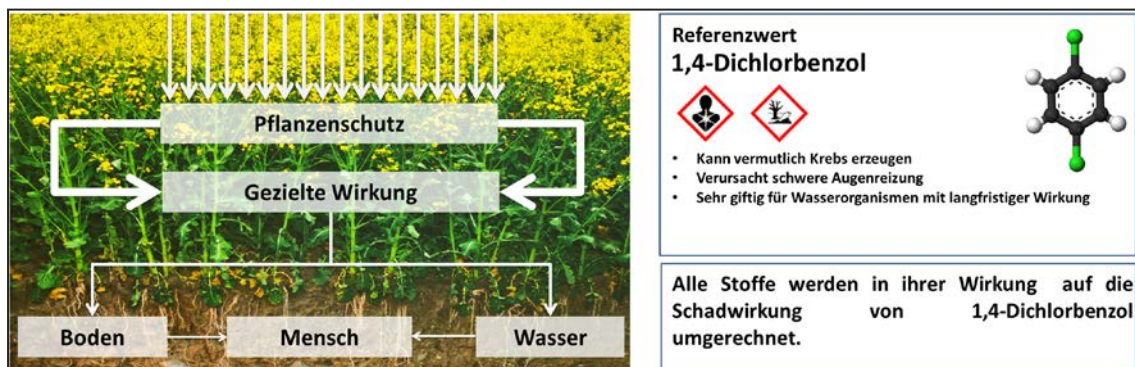 Pflanzenschutz
Gezielte Wirkung
Boden
Mensch
Wasser
Referenzwert
1,4-Dichlorbenzol
• Kann vermutlich Krebs erzeugen
• Verursacht schwere Augenreizung
• Sehr giftig für Wasserorganismen mit langfristiger Wirkung
Alle Stoffe werden in ihrer Wirkung auf die
Schadwirkung von 1,4-Dichlorbenzol
umgerechnet.